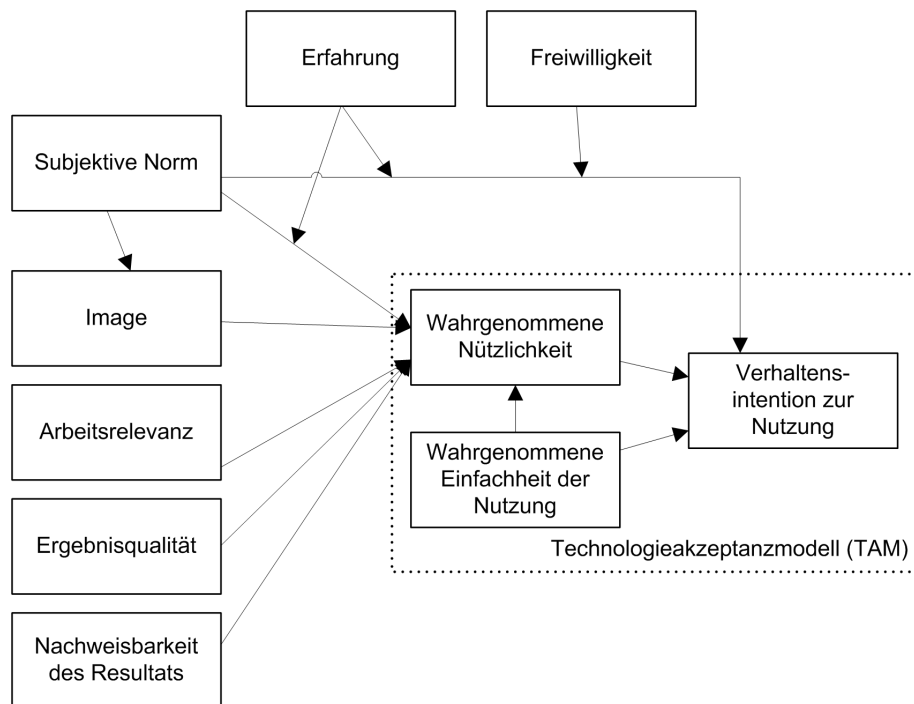 Erfahrung
Freiwilligkeit
Subjektive Norm
Image
Wahrgenommene
Nützlichkeit
Verhaltens-
intention zur
Nutzung
Arbeitsrelevanz
Wahrgenommene
Einfachheit der
Nutzung
Ergebnisqualität
Technologieakzeptanzmodell (TAM)
Nachweisbarkeit
des Resultats